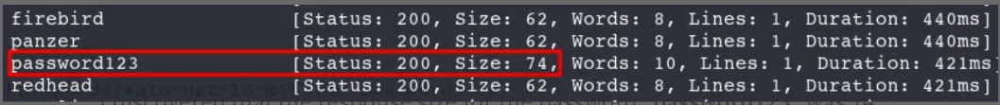 firebird [Status: 200, Size: 62, Words: 8, Lines: 1, Duration: 440ms]
panzer [Status: 200, Size: 62, Words: 8, Lines: 1, Duration: 440ms]
password123 [Status: 200, Size: 74, Words: 10, Lines: 1, Duration: 421ms]
redhead [Status: 200, Size: 62, Words: 8, Lines: 1, Duration: 421ms]